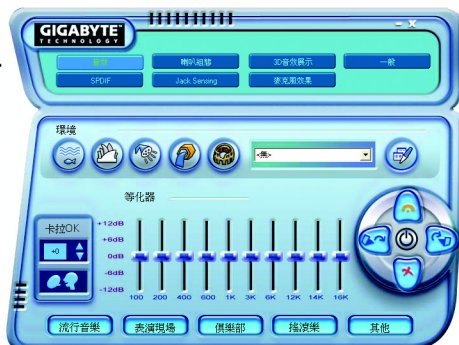 GIGABYTE™
TECHNOLOGY
– X
音效
喇叭組態
3D音效展示
一般
SPDIF
Jack Sensing
麥克風效果
環境
<無>
等化器
卡拉OK
+0
+12dB
+6dB
0dB
-6dB
-12dB
100 200 400 600 1K 3K 6K 12K 14K 16K
流行音樂
表演現場
俱樂部
搖滾樂
其他